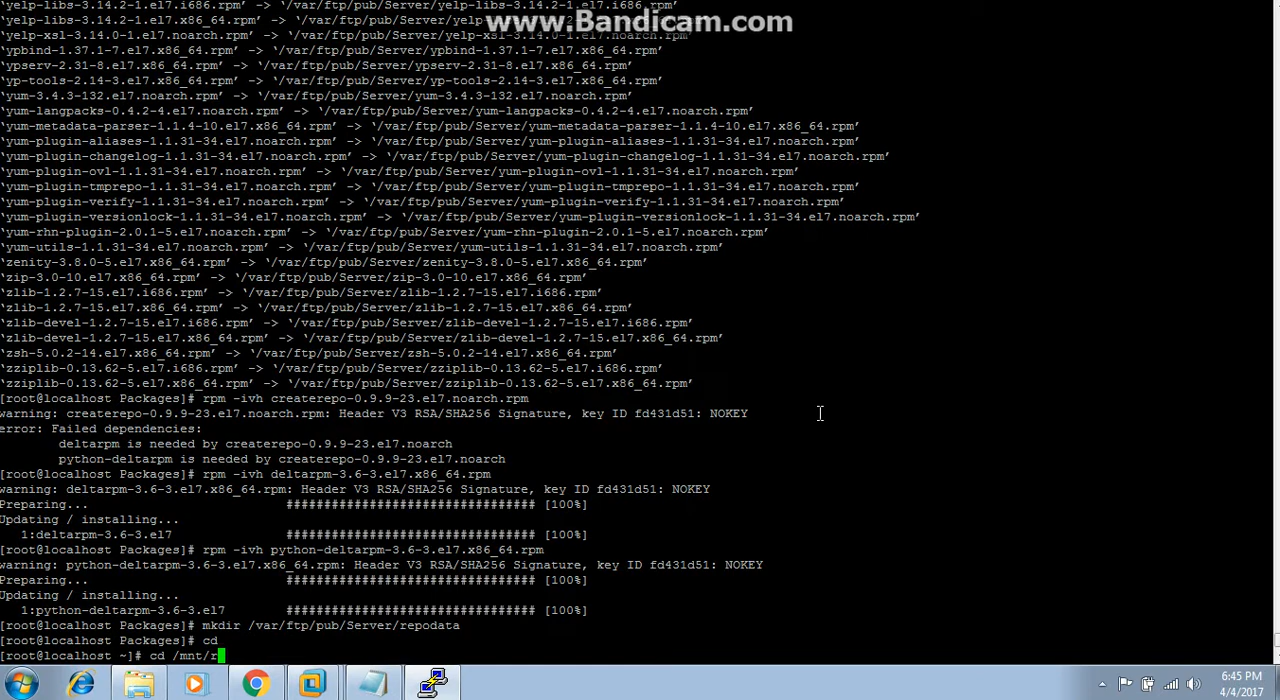 www.Bandicam.com
yelp-libs-3.14.2-1.el7.i686.rpm’ -> ‘/var/ftp/pub/Server/yelp-libs-3.14.2-1.el7.i686.rpm’
‘yelp-libs-3.14.2-1.el7.x86_64.rpm’ -> ‘/var/ftp/pub/Server/yelp-
‘yelp-xsl-3.14.0-1.el7.noarch.rpm’ -> ‘/var/ftp/pub/Server/yelp-xsl-3.14.0-1.el7.noarch.rpm’
‘ypbind-1.37.1-7.el7.x86_64.rpm’ -> ‘/var/ftp/pub/Server/ypbind-1.37.1-7.el7.x86_64.rpm’
‘ypserv-2.31-8.el7.x86_64.rpm’ -> ‘/var/ftp/pub/Server/ypserv-2.31-8.el7.x86_64.rpm’
‘yp-tools-2.14-3.el7.x86_64.rpm’ -> ‘/var/ftp/pub/Server/yp-tools-2.14-3.el7.x86_64.rpm’
‘yum-3.4.3-132.el7.noarch.rpm’ -> ‘/var/ftp/pub/Server/yum-3.4.3-132.el7.noarch.rpm’
‘yum-langpacks-0.4.2-4.el7.noarch.rpm’ -> ‘/var/ftp/pub/Server/yum-langpacks-0.4.2-4.el7.noarch.rpm’
‘yum-metadata-parser-1.1.4-10.el7.x86_64.rpm’ -> ‘/var/ftp/pub/Server/yum-metadata-parser-1.1.4-10.el7.x86_64.rpm’
‘yum-plugin-aliases-1.1.31-34.el7.noarch.rpm’ -> ‘/var/ftp/pub/Server/yum-plugin-aliases-1.1.31-34.el7.noarch.rpm’
‘yum-plugin-changelog-1.1.31-34.el7.noarch.rpm’ -> ‘/var/ftp/pub/Server/yum-plugin-changelog-1.1.31-34.el7.noarch.rpm’
‘yum-plugin-ovl-1.1.31-34.el7.noarch.rpm’ -> ‘/var/ftp/pub/Server/yum-plugin-ovl-1.1.31-34.el7.noarch.rpm’
‘yum-plugin-tmprepo-1.1.31-34.el7.noarch.rpm’ -> ‘/var/ftp/pub/Server/yum-plugin-tmprepo-1.1.31-34.el7.noarch.rpm’
‘yum-plugin-verify-1.1.31-34.el7.noarch.rpm’ -> ‘/var/ftp/pub/Server/yum-plugin-verify-1.1.31-34.el7.noarch.rpm’
‘yum-plugin-versionlock-1.1.31-34.el7.noarch.rpm’ -> ‘/var/ftp/pub/Server/yum-plugin-versionlock-1.1.31-34.el7.noarch.rpm’
‘yum-rhn-plugin-2.0.1-5.el7.noarch.rpm’ -> ‘/var/ftp/pub/Server/yum-rhn-plugin-2.0.1-5.el7.noarch.rpm’
‘yum-utils-1.1.31-34.el7.noarch.rpm’ -> ‘/var/ftp/pub/Server/yum-utils-1.1.31-34.el7.noarch.rpm’
‘zenity-3.8.0-5.el7.x86_64.rpm’ -> ‘/var/ftp/pub/Server/zenity-3.8.0-5.el7.x86_64.rpm’
‘zip-3.0-10.el7.x86_64.rpm’ -> ‘/var/ftp/pub/Server/zip-3.0-10.el7.x86_64.rpm’
‘zlib-1.2.7-15.el7.i686.rpm’ -> ‘/var/ftp/pub/Server/zlib-1.2.7-15.el7.i686.rpm’
‘zlib-1.2.7-15.el7.x86_64.rpm’ -> ‘/var/ftp/pub/Server/zlib-1.2.7-15.el7.x86_64.rpm’
‘zlib-devel-1.2.7-15.el7.i686.rpm’ -> ‘/var/ftp/pub/Server/zlib-devel-1.2.7-15.el7.i686.rpm’
‘zlib-devel-1.2.7-15.el7.x86_64.rpm’ -> ‘/var/ftp/pub/Server/zlib-devel-1.2.7-15.el7.x86_64.rpm’
‘zsh-5.0.2-14.el7.x86_64.rpm’ -> ‘/var/ftp/pub/Server/zsh-5.0.2-14.el7.x86_64.rpm’
‘zziplib-0.13.62-5.el7.i686.rpm’ -> ‘/var/ftp/pub/Server/zziplib-0.13.62-5.el7.i686.rpm’
‘zziplib-0.13.62-5.el7.x86_64.rpm’ -> ‘/var/ftp/pub/Server/zziplib-0.13.62-5.el7.x86_64.rpm’
[root@localhost Packages]# rpm -ivh createrepo-0.9.9-23.el7.noarch.rpm
warning: createrepo-0.9.9-23.el7.noarch.rpm: Header V3 RSA/SHA256 Signature, key ID fd431d51: NOKEY
error: Failed dependencies:
deltarpm is needed by createrepo-0.9.9-23.el7.noarch
python-deltarpm is needed by createrepo-0.9.9-23.el7.noarch
[root@localhost Packages]# rpm -ivh deltarpm-3.6-3.el7.x86_64.rpm
warning: deltarpm-3.6-3.el7.x86_64.rpm: Header V3 RSA/SHA256 Signature, key ID fd431d51: NOKEY
Preparing... ################################# [100%]
Updating / installing...
1:deltarpm-3.6-3.el7 ################################# [100%]
[root@localhost Packages]# rpm -ivh python-deltarpm-3.6-3.el7.x86_64.rpm
warning: python-deltarpm-3.6-3.el7.x86_64.rpm: Header V3 RSA/SHA256 Signature, key ID fd431d51: NOKEY
Preparing... ################################# [100%]
Updating / installing...
1:python-deltarpm-3.6-3.el7 ################################# [100%]
[root@localhost Packages]# mkdir /var/ftp/pub/Server/repodata
[root@localhost Packages]# cd
[root@localhost ~]# cd /mnt/r
6:45 PM
4/4/2017